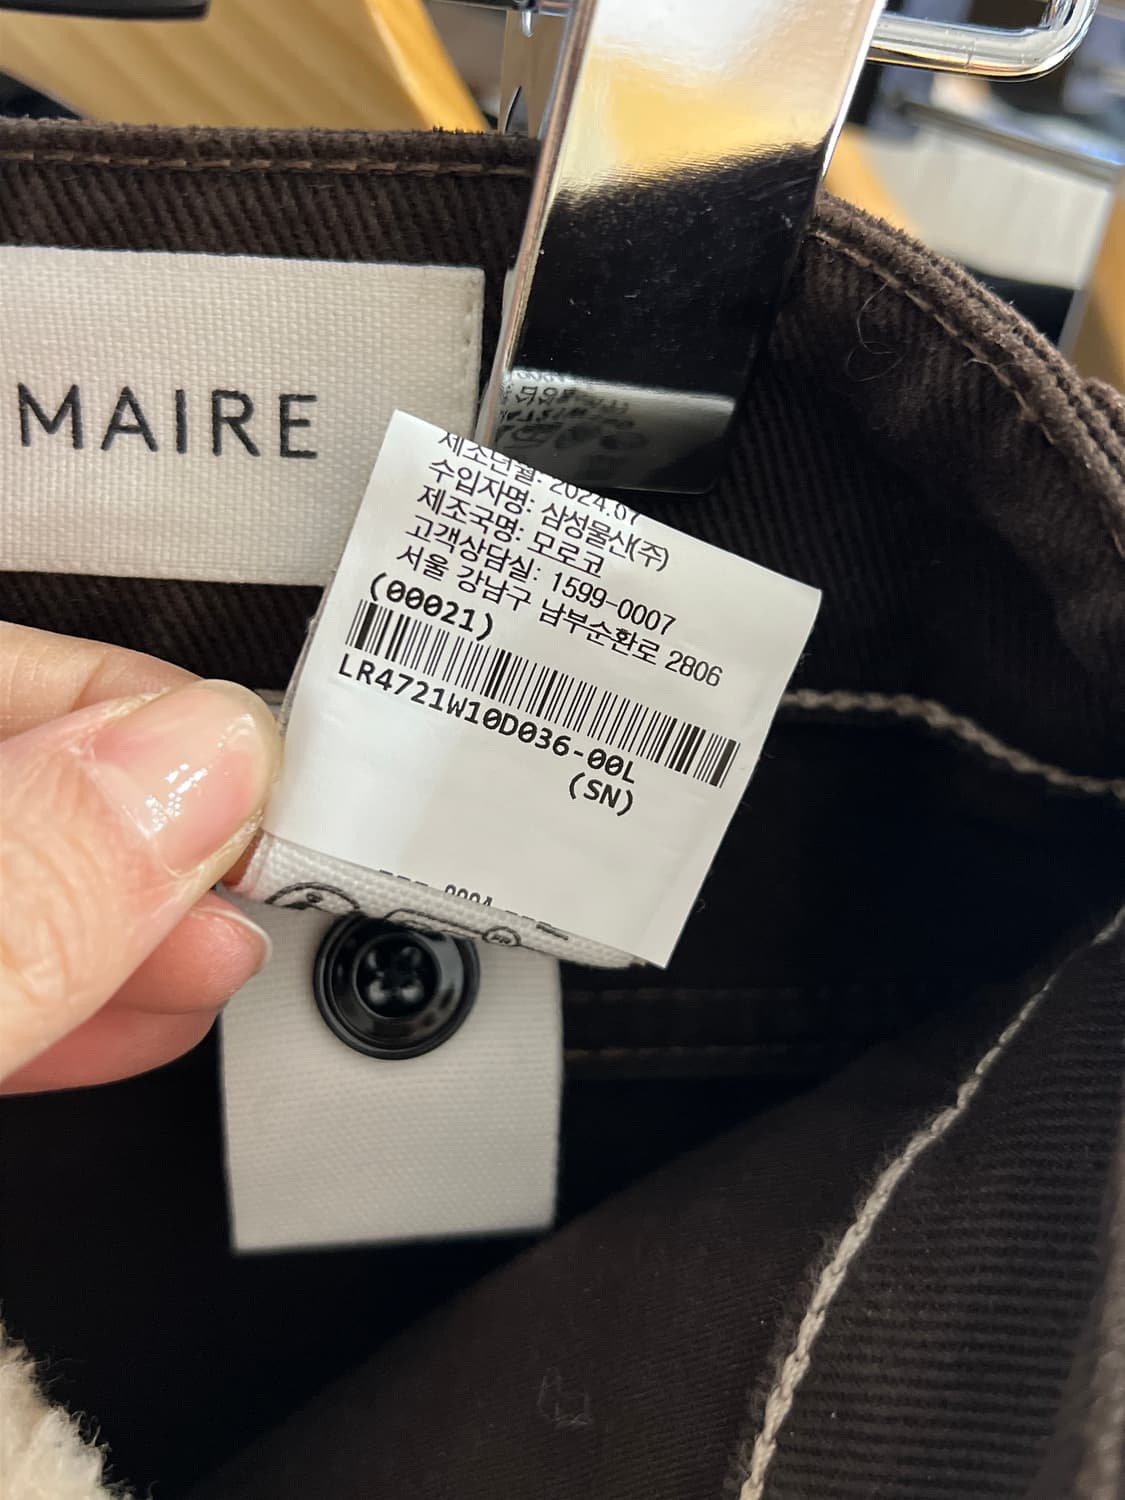 MAIRE
제조년월: 2024.07
수입자명: 삼성물산(주)
제조국명: 모로코
고객상담실: 1599-0007
서울 강남구 남부순환로 2806
(00021)
LR4721W10D036-00L
(SN)